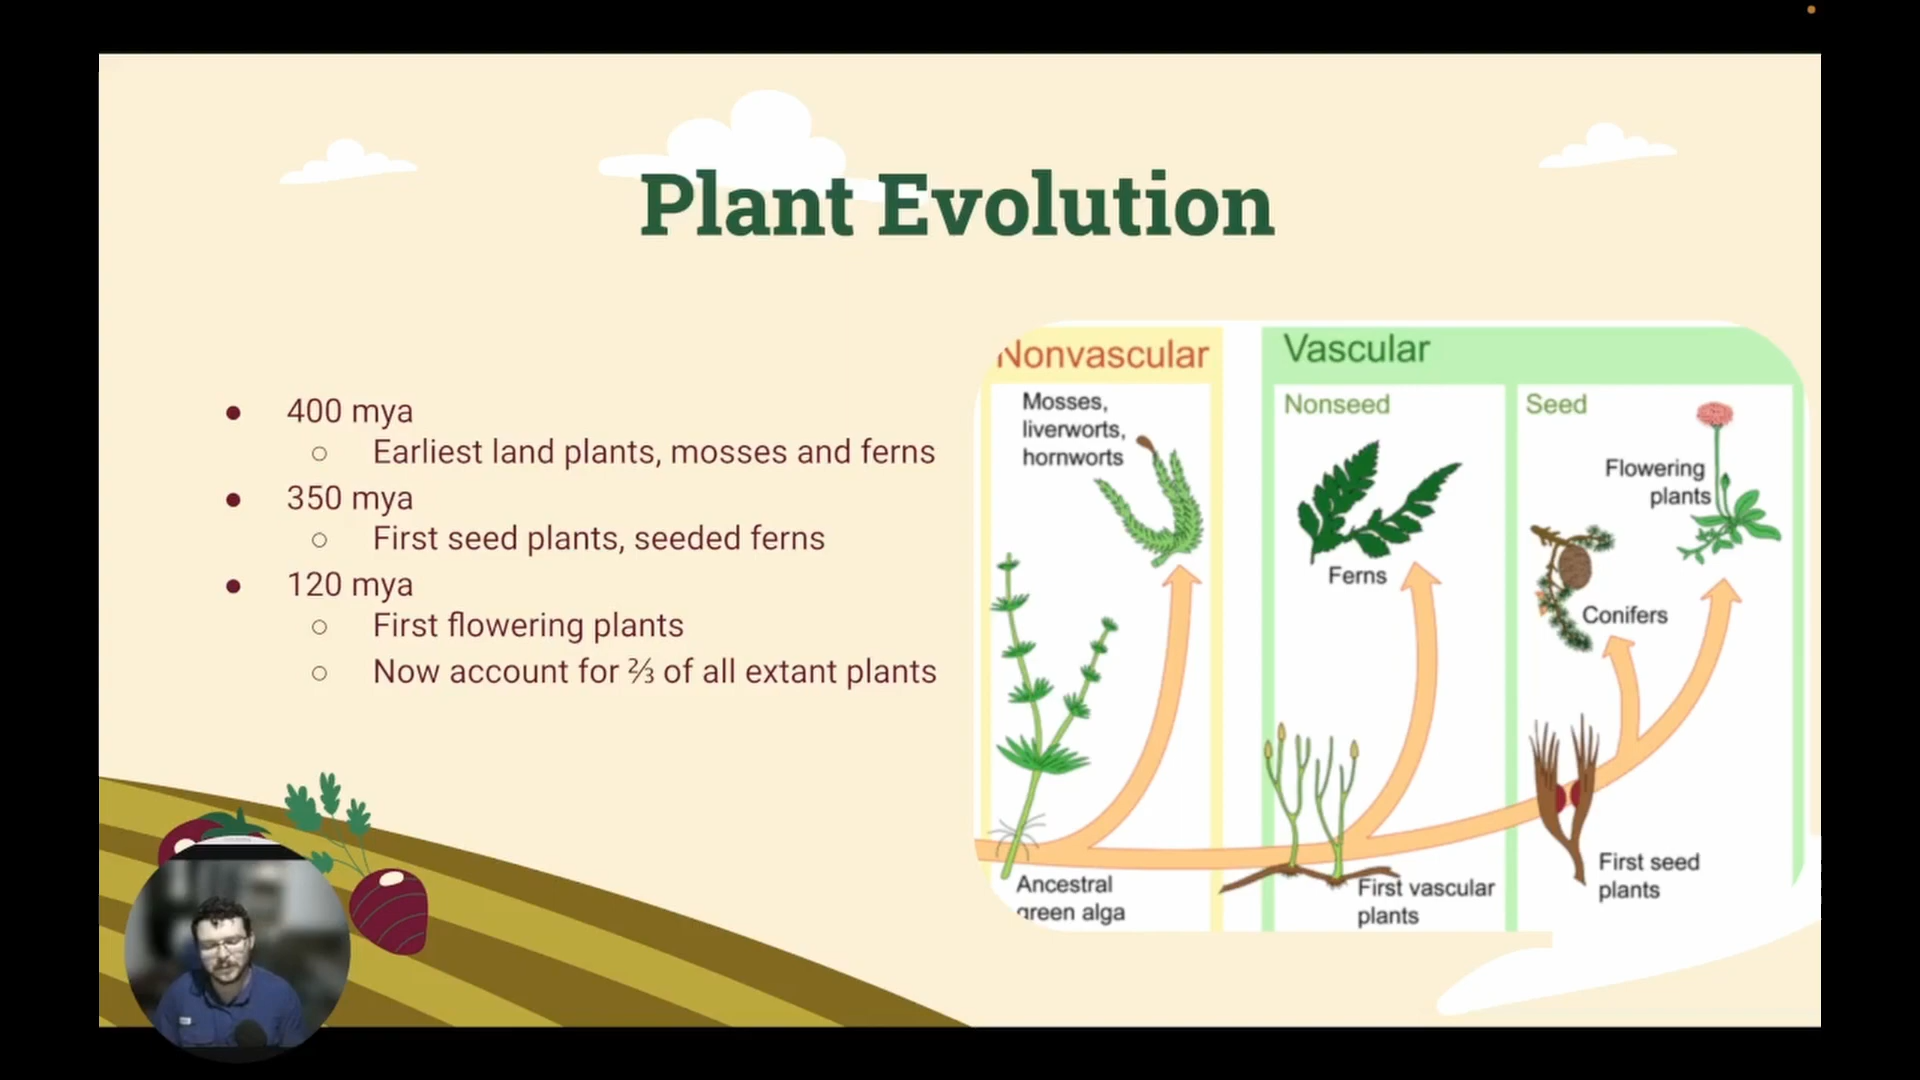 Plant Evolution
400 mya
Earliest land plants, mosses and ferns
350 mya
First seed plants, seeded ferns
120 mya
First flowering plants
Now account for ⅔ of all extant plants
Nonvascular
Mosses,
liverworts,
hornworts
Ancestral
green alga
Vascular
Nonseed
Ferns
First vascular
plants
Seed
Flowering
plants
Conifers
First seed
plants